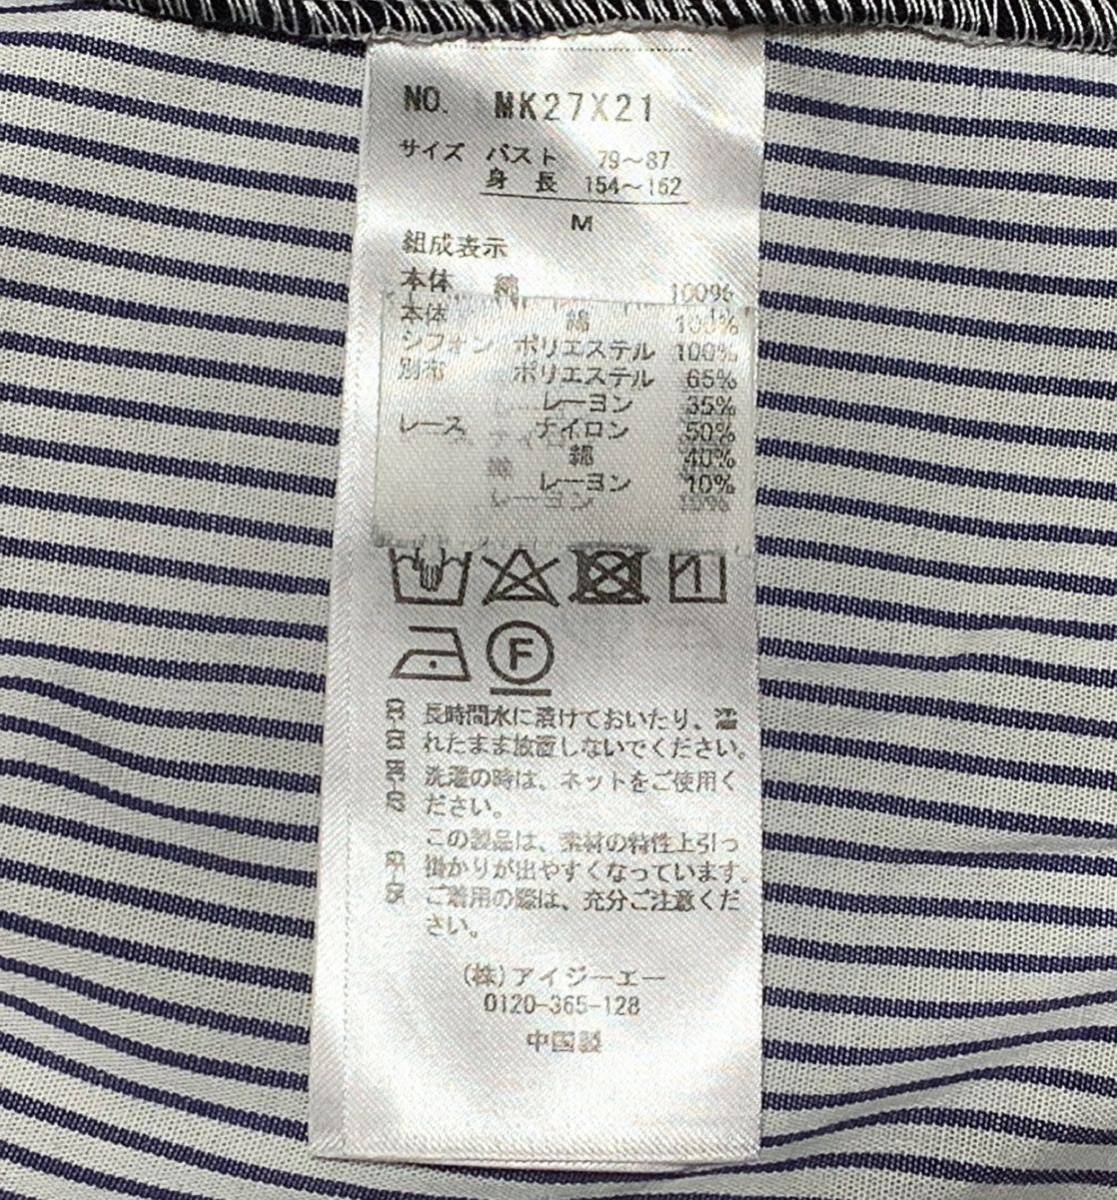 NO. MK27X21
サイズ バスト 79～87
身長 154～162
M
組成表示
本体 綿 100%
本体 綿 100%
シフォン ポリエステル 100%
別布 ポリエステル 65%
レーヨン 35%
レース ナイロン 50%
綿 40%
レーヨン 10%
レーヨン 10%
F
長時間水に漬けておいたり、濡
れたまま放置しないでください。
洗濯の時は、ネットをご使用く
ださい。
この製品は、素材の特性上引っ
掛かりが出やすくなっています。
ご着用の際は、充分ご注意くだ
さい。
(株)アイジーエー
0120-365-128
中国製